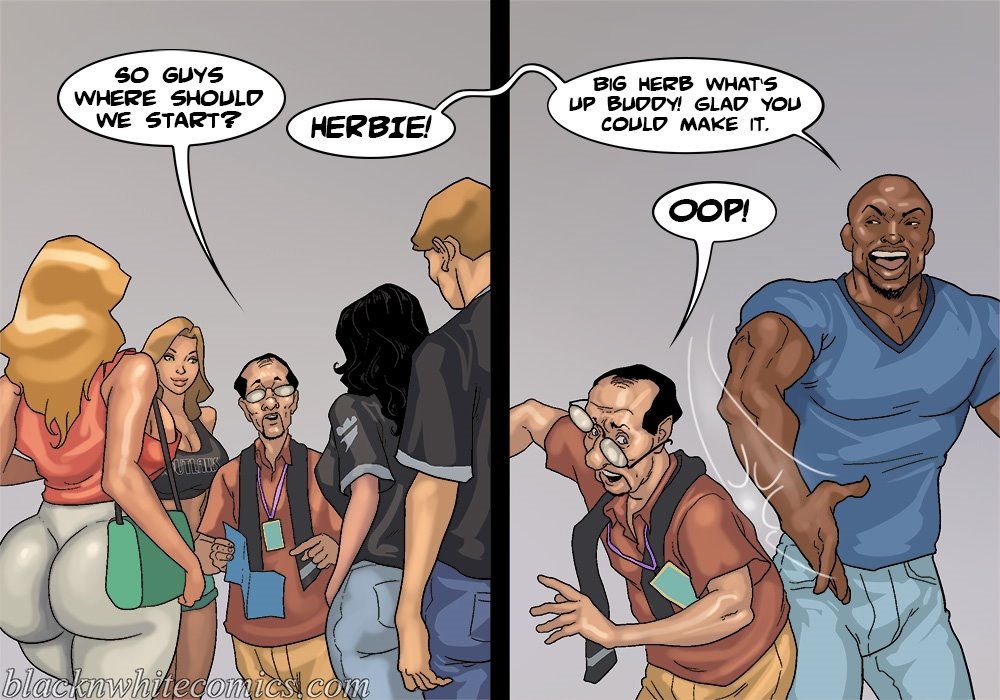 SO GUYS
WHERE SHOULD
WE START?
HERBIE!
BIG HERB WHAT'S
UP BUDDY! GLAD YOU
COULD MAKE IT.
OOP!
OUTLAWS
blacknwhitecomics.com